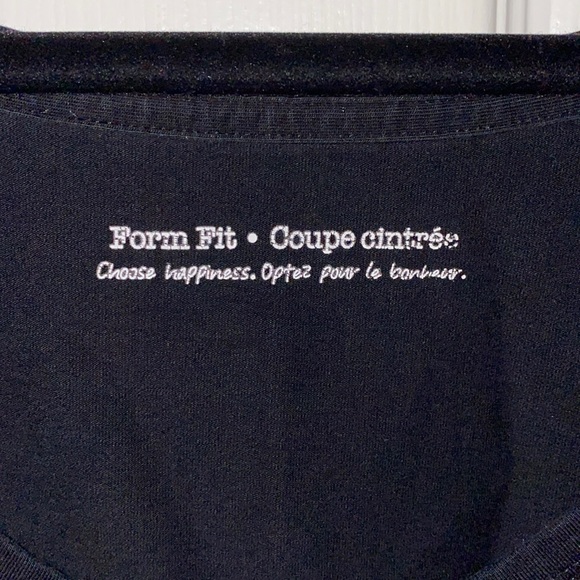 Form Fit • Coupe cintrée
Choose happiness. Optez pour le bonheur.